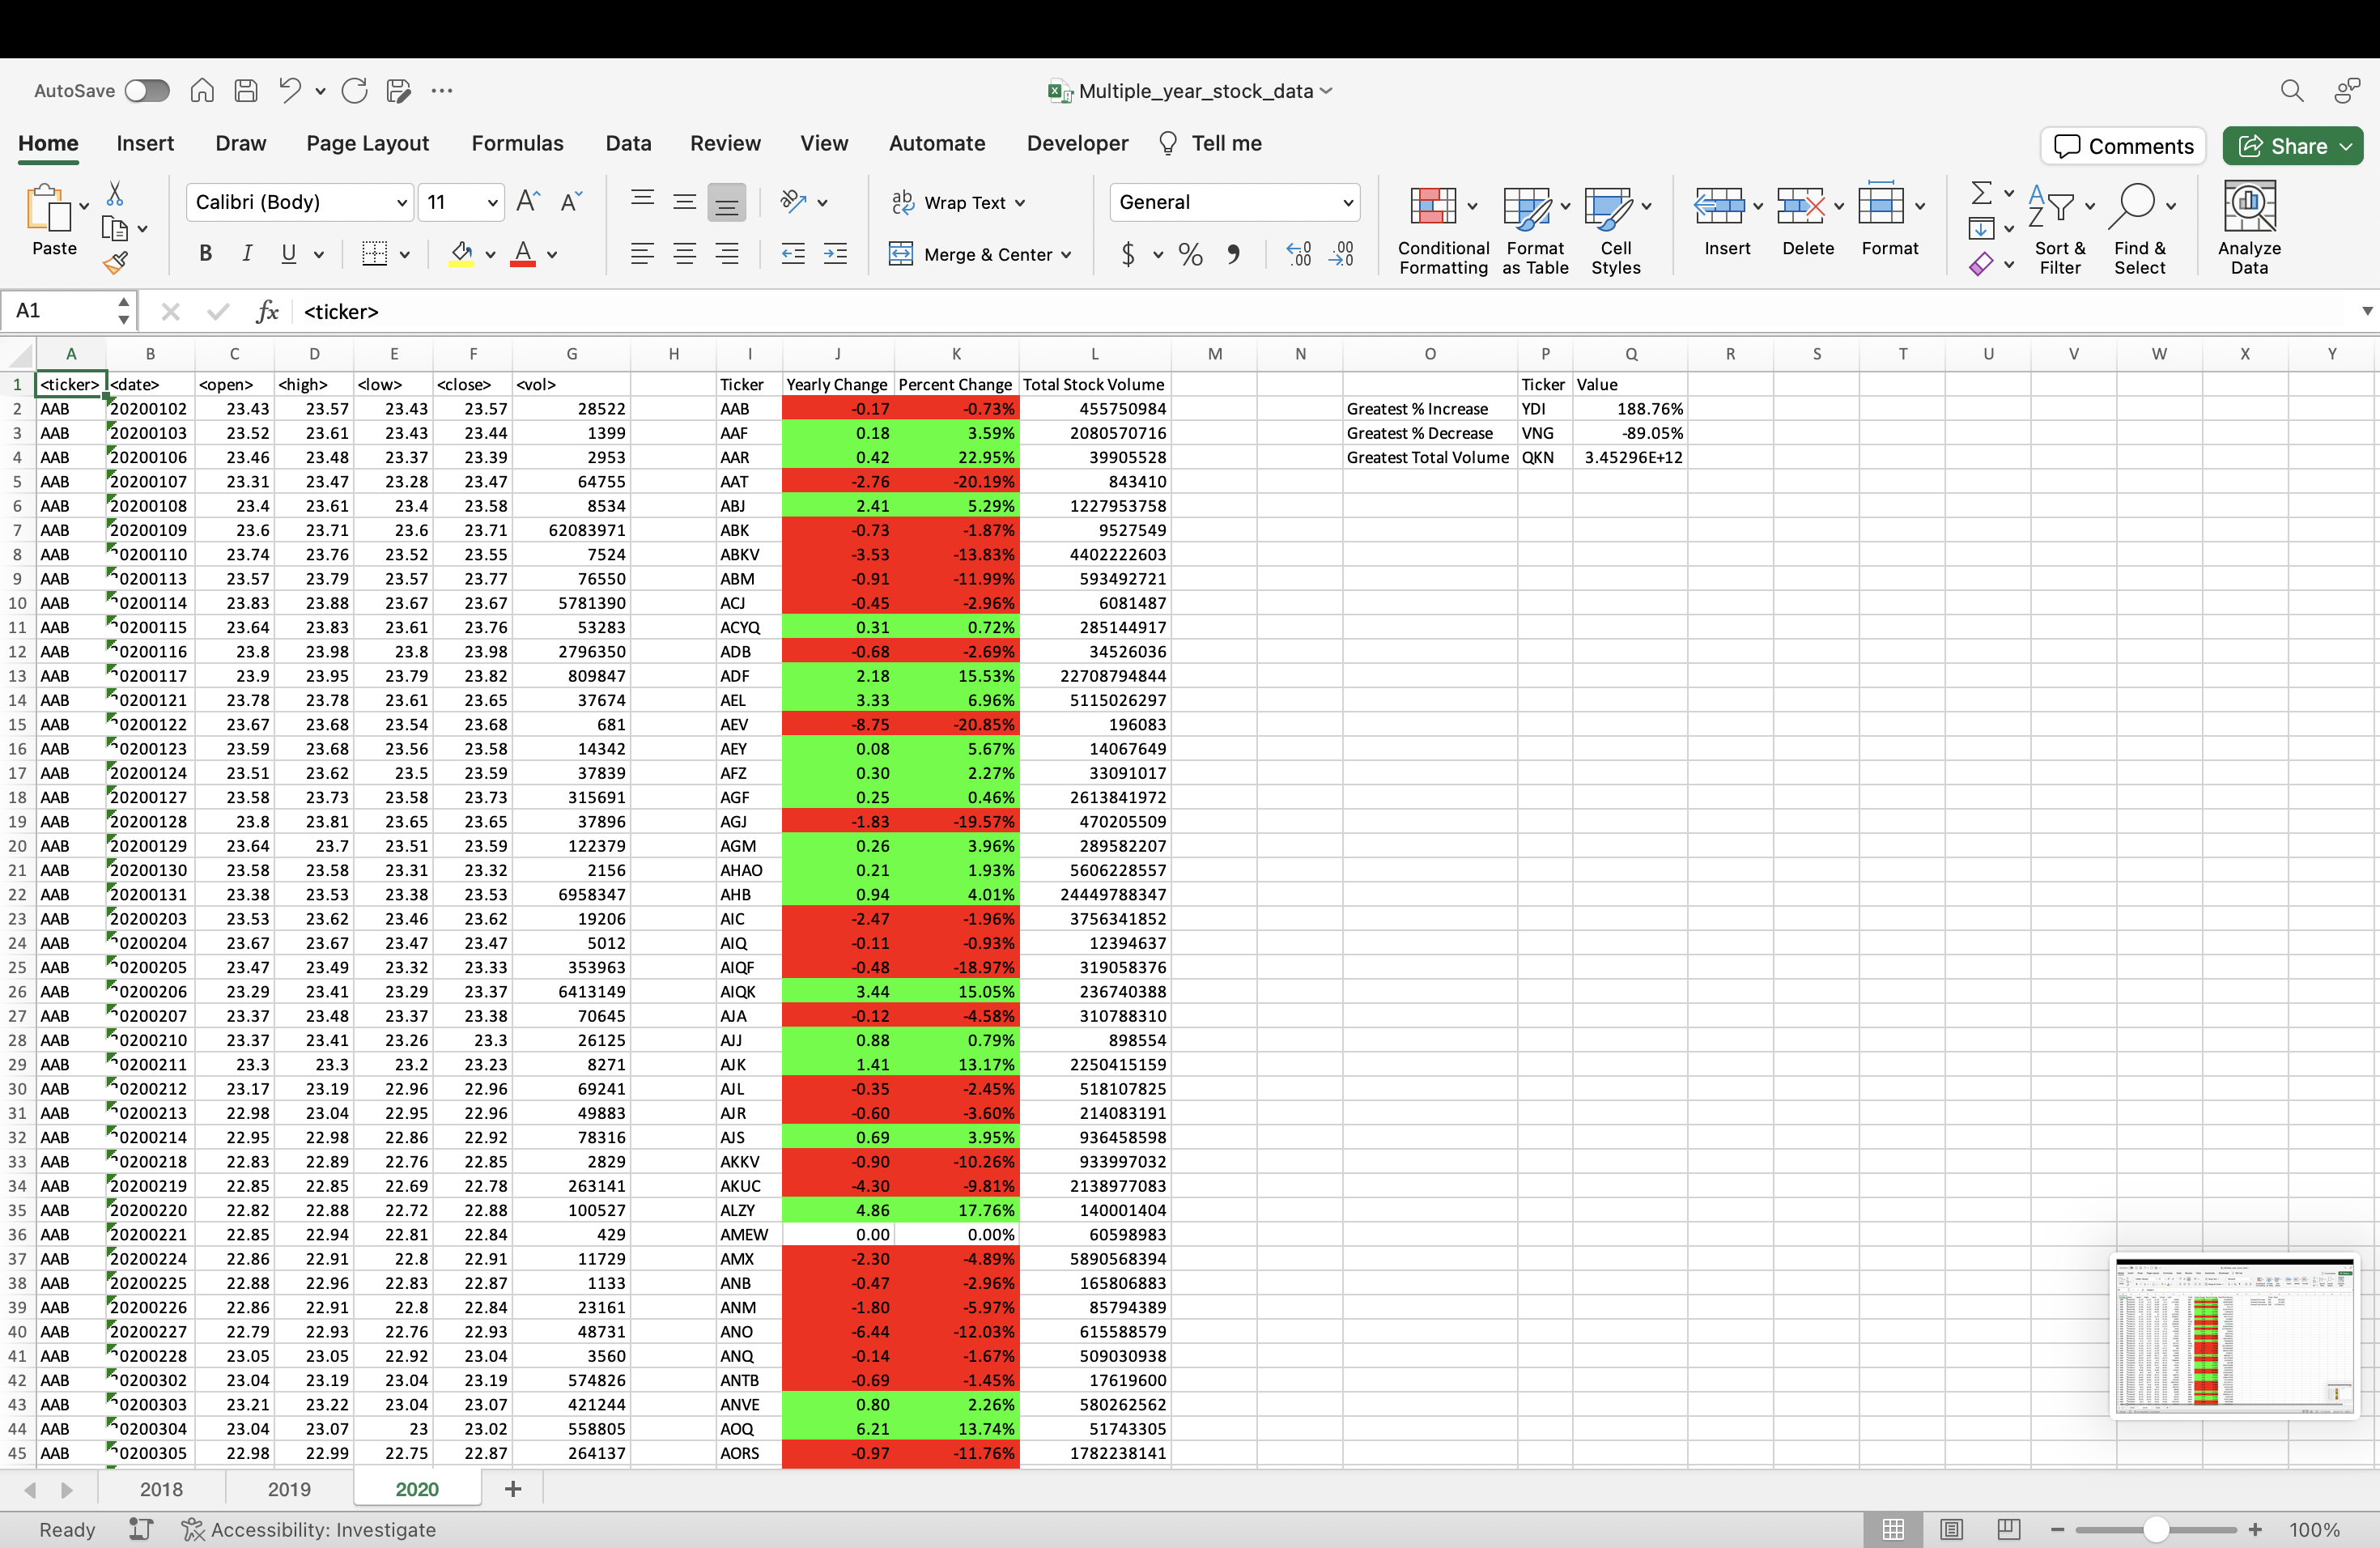 AutoSave
Multiple_year_stock_data
Home Insert Draw Page Layout Formulas Data Review View Automate Developer Tell me Comments Share
Paste Calibri (Body) 11 Wrap Text General
B I U Merge & Center $ % Conditional Formatting Format as Table Cell Styles Insert Delete Format Sort & Filter Find & Select Analyze Data
A1 fx <ticker>
A B C D E F G H I J K L M N O P Q R S T U V W X Y
1 <ticker> <date> <open> <high> <low> <close> <vol> Ticker Yearly Change Percent Change Total Stock Volume Ticker Value
2 AAB 20200102 23.43 23.57 23.43 23.57 28522 AAB -0.17 -0.73% 455750984 Greatest % Increase YDI 188.76%
3 AAB 20200103 23.52 23.61 23.43 23.44 1399 AAF 0.18 3.59% 2080570716 Greatest % Decrease VNG -89.05%
4 AAB 20200106 23.46 23.48 23.37 23.39 2953 AAR 0.42 22.95% 39905528 Greatest Total Volume QKN 3.45296E+12
5 AAB 20200107 23.31 23.47 23.28 23.47 64755 AAT -2.76 -20.19% 843410
6 AAB 20200108 23.4 23.61 23.4 23.58 8534 ABJ 2.41 5.29% 1227953758
7 AAB 20200109 23.6 23.71 23.6 23.71 62083971 ABK -0.73 -1.87% 9527549
8 AAB 20200110 23.74 23.76 23.52 23.55 7524 ABKV -3.53 -13.83% 4402222603
9 AAB 20200113 23.57 23.79 23.57 23.77 76550 ABM -0.91 -11.99% 593492721
10 AAB 20200114 23.83 23.88 23.67 23.67 5781390 ACJ -0.45 -2.96% 6081487
11 AAB 20200115 23.64 23.83 23.61 23.76 53283 ACYQ 0.31 0.72% 285144917
12 AAB 20200116 23.8 23.98 23.8 23.98 2796350 ADB -0.68 -2.69% 34526036
13 AAB 20200117 23.9 23.95 23.79 23.82 809847 ADF 2.18 15.53% 22708794844
14 AAB 20200121 23.78 23.78 23.61 23.65 37674 AEL 3.33 6.96% 5115026297
15 AAB 20200122 23.67 23.68 23.54 23.68 681 AEV -8.75 -20.85% 196083
16 AAB 20200123 23.59 23.68 23.56 23.58 14342 AEY 0.08 5.67% 14067649
17 AAB 20200124 23.51 23.62 23.5 23.59 37839 AFZ 0.30 2.27% 33091017
18 AAB 20200127 23.58 23.73 23.58 23.73 315691 AGF 0.25 0.46% 2613841972
19 AAB 20200128 23.8 23.81 23.65 23.65 37896 AGJ -1.83 -19.57% 470205509
20 AAB 20200129 23.64 23.7 23.51 23.59 122379 AGM 0.26 3.96% 289582207
21 AAB 20200130 23.58 23.58 23.31 23.32 2156 AHAO 0.21 1.93% 5606228557
22 AAB 20200131 23.38 23.53 23.38 23.53 6958347 AHB 0.94 4.01% 24449788347
23 AAB 20200203 23.53 23.62 23.46 23.62 19206 AIC -2.47 -1.96% 3756341852
24 AAB 20200204 23.67 23.67 23.47 23.47 5012 AIQ -0.11 -0.93% 12394637
25 AAB 20200205 23.47 23.49 23.32 23.33 353963 AIQF -0.48 -18.97% 319058376
26 AAB 20200206 23.29 23.41 23.29 23.37 6413149 AIQK 3.44 15.05% 236740388
27 AAB 20200207 23.37 23.48 23.37 23.38 70645 AJA -0.12 -4.58% 310788310
28 AAB 20200210 23.37 23.41 23.26 23.3 26125 AJJ 0.88 0.79% 898554
29 AAB 20200211 23.3 23.3 23.2 23.23 8271 AJK 1.41 13.17% 2250415159
30 AAB 20200212 23.17 23.19 22.96 22.96 69241 AJL -0.35 -2.45% 518107825
31 AAB 20200213 22.98 23.04 22.95 22.96 49883 AJR -0.60 -3.60% 214083191
32 AAB 20200214 22.95 22.98 22.86 22.92 78316 AJS 0.69 3.95% 936458598
33 AAB 20200218 22.83 22.89 22.76 22.85 2829 AKKV -0.90 -10.26% 933997032
34 AAB 20200219 22.85 22.85 22.69 22.78 263141 AKUC -4.30 -9.81% 2138977083
35 AAB 20200220 22.82 22.88 22.72 22.88 100527 ALZY 4.86 17.76% 140001404
36 AAB 20200221 22.85 22.94 22.81 22.84 429 AMEW 0.00 0.00% 60598983
37 AAB 20200224 22.86 22.91 22.8 22.91 11729 AMX -2.30 -4.89% 5890568394
38 AAB 20200225 22.88 22.96 22.83 22.87 1133 ANB -0.47 -2.96% 165806883
39 AAB 20200226 22.86 22.91 22.8 22.84 23161 ANM -1.80 -5.97% 85794389
40 AAB 20200227 22.79 22.93 22.76 22.93 48731 ANO -6.44 -12.03% 615588579
41 AAB 20200228 23.05 23.05 22.92 23.04 3560 ANQ -0.14 -1.67% 509030938
42 AAB 20200302 23.04 23.19 23.04 23.19 574826 ANTB -0.69 -1.45% 17619600
43 AAB 20200303 23.21 23.22 23.04 23.07 421244 ANVE 0.80 2.26% 580262562
44 AAB 20200304 23.04 23.07 23 23.02 558805 AOQ 6.21 13.74% 51743305
45 AAB 20200305 22.98 22.99 22.75 22.87 264137 AORS -0.97 -11.76% 1782238141
2018 2019 2020 +
Ready Accessibility: Investigate 100%